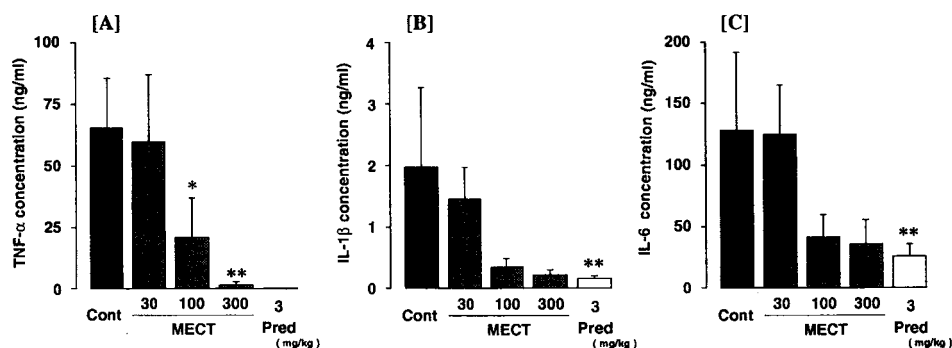 [A]
TNF-α concentration (ng/ml)
100
75
50
25
0
*
**
Cont
30 100 300
MECT
3
Pred
(mg/kg)
[B]
IL-1β concentration (ng/ml)
4
3
2
1
0
**
Cont
30 100 300
MECT
3
Pred
(mg/kg)
[C]
IL-6 concentration (ng/ml)
200
150
100
50
0
**
Cont
30 100 300
MECT
3
Pred
(mg/kg)